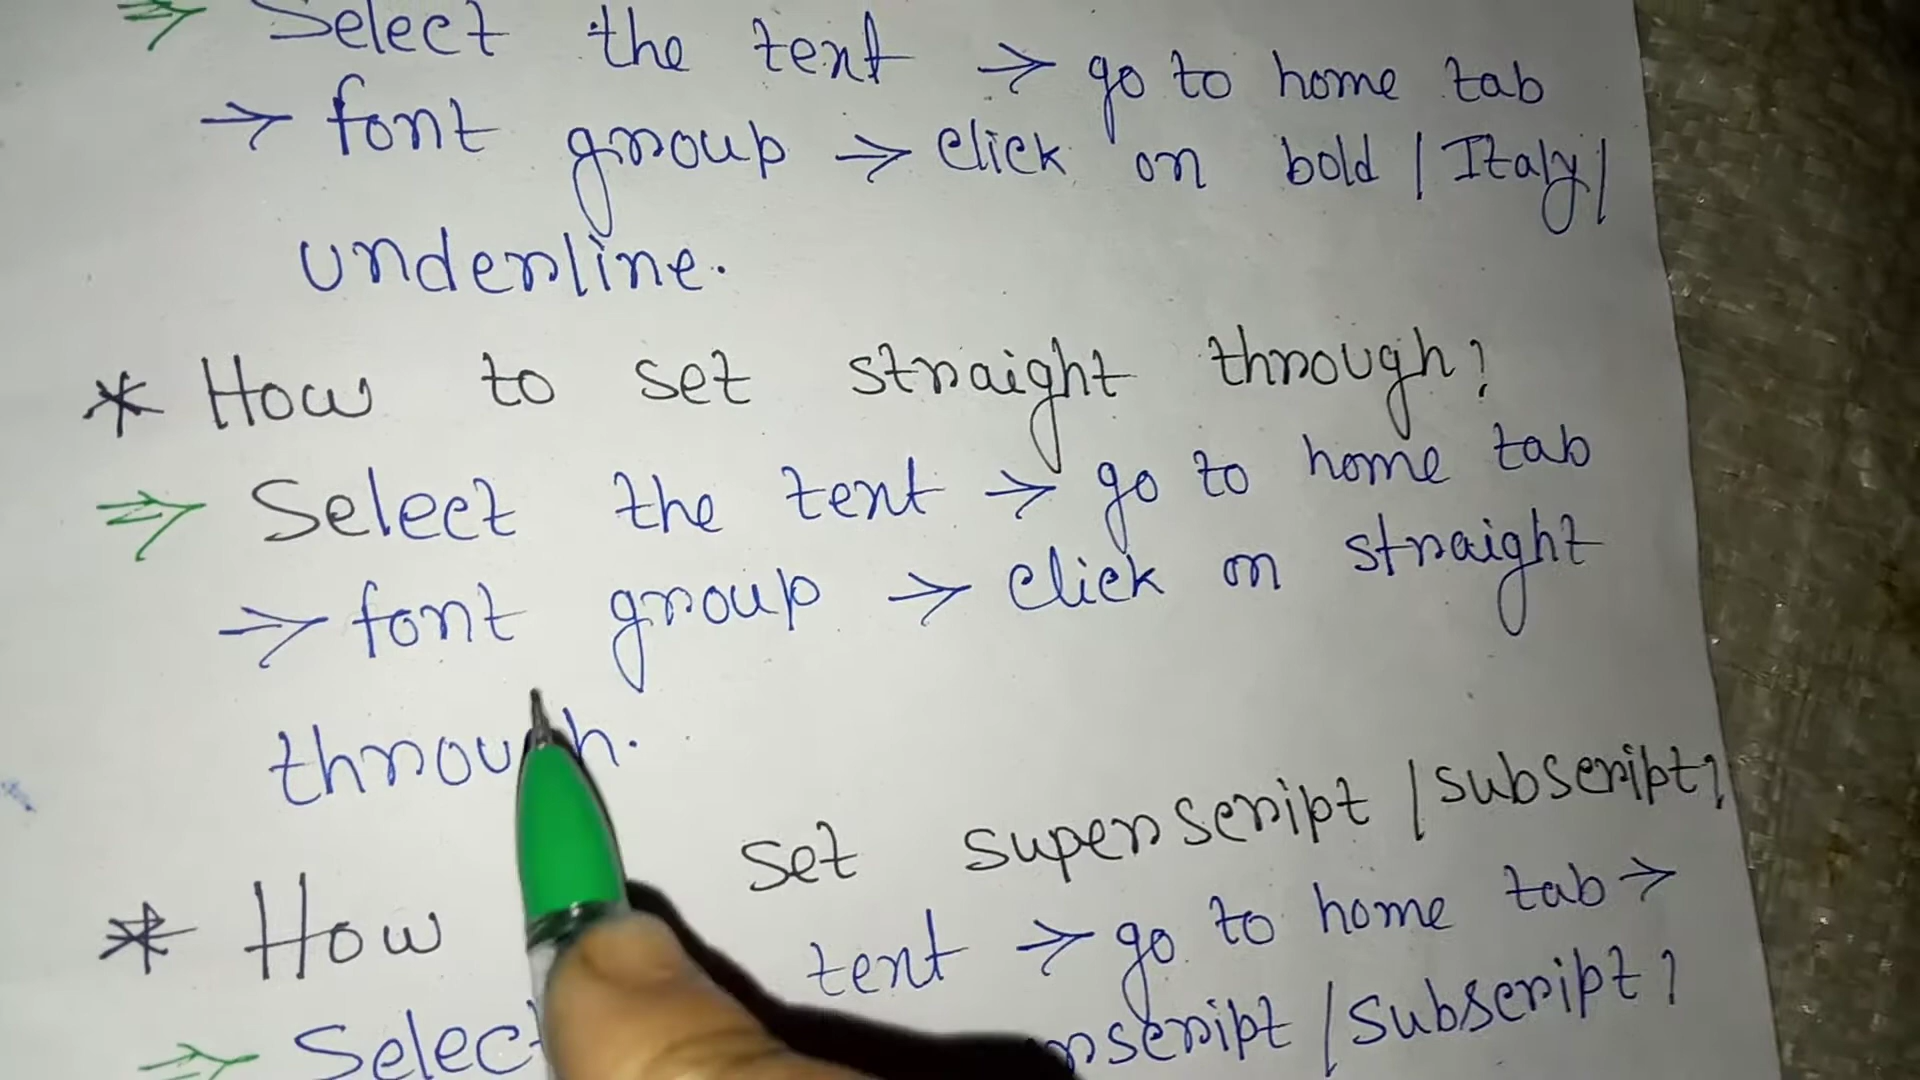 ⇒ Select the text → go to home tab
→ font group → click on bold / Italy /
underline.
* How to set straight through?
⇒ Select the text → go to home tab
→ font group → click on straight
through.
* How set superscript / subscript?
⇒ Select text → go to home tab →
/ subscript?